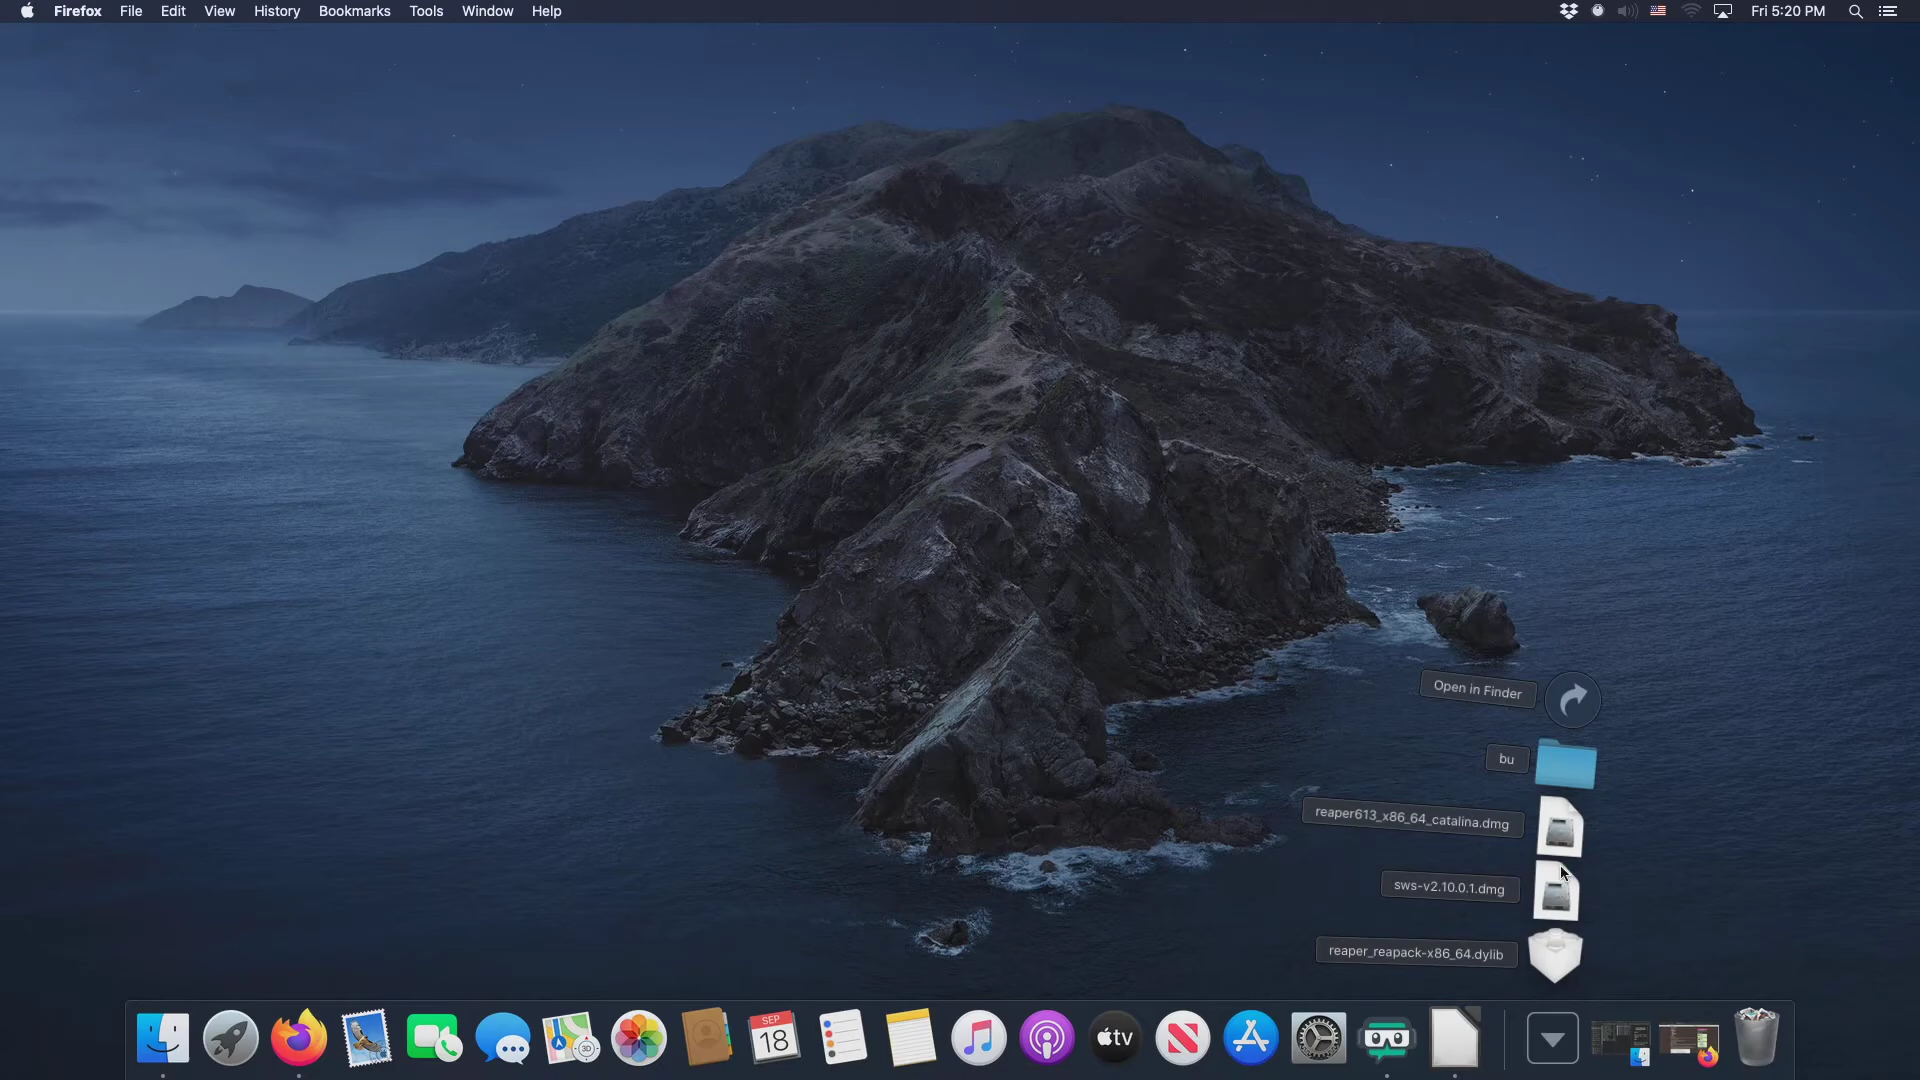 Firefox File Edit View History Bookmarks Tools Window Help Fri 5:20 PM
Open in Finder
bu
reaper613_x86_64_catalina.dmg
sws-v2.10.0.1.dmg
reaper_reapack-x86_64.dylib
SEP
18
3D
tv